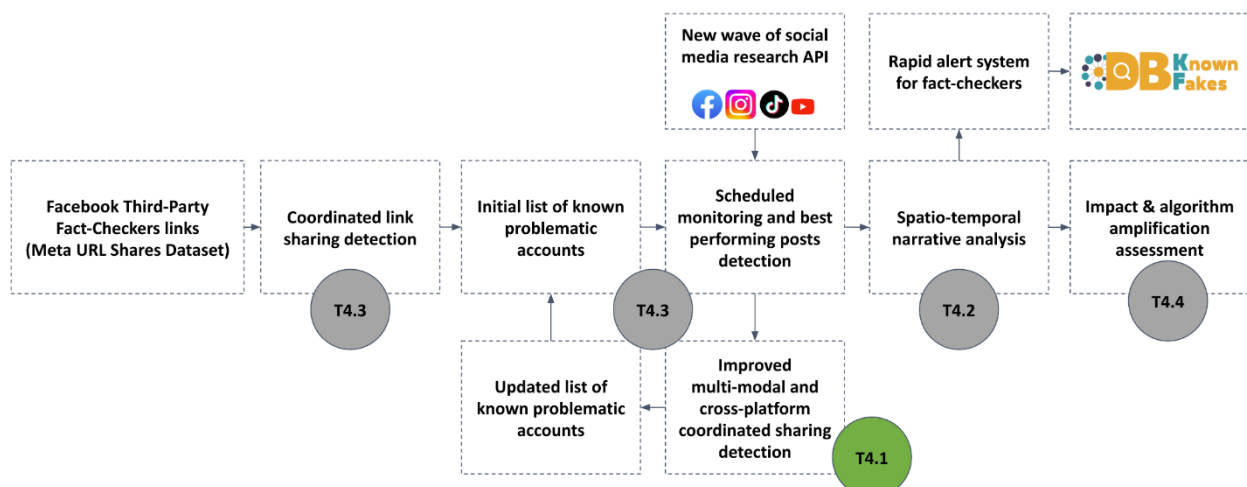 New wave of social
media research API
Rapid alert system
for fact-checkers
DB Known
Fakes
Facebook Third-Party
Fact-Checkers links
(Meta URL Shares Dataset)
Coordinated link
sharing detection
T4.3
Initial list of known
problematic
accounts
Scheduled
monitoring and best
performing posts
detection
T4.3
Spatio-temporal
narrative analysis
T4.2
Impact & algorithm
amplification
assessment
T4.4
Updated list of
known problematic
accounts
Improved
multi-modal and
cross-platform
coordinated sharing
detection
T4.1